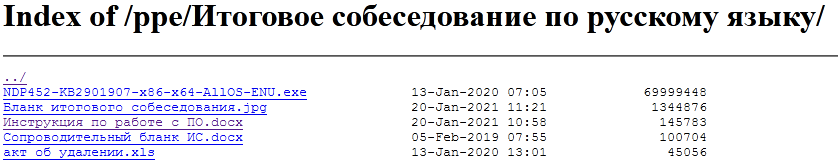 Index of /ppe/Итоговое собеседование по русскому языку/
../
NDP452-KB2901907-x86-x64-AllOS-ENU.exe 13-Jan-2020 07:05 69999448
Бланк итогового собеседования.jpg 20-Jan-2021 11:21 1344876
Инструкция по работе с ПО.docx 20-Jan-2021 10:58 145783
Сопроводительный бланк ИС.docx 05-Feb-2019 07:55 100704
акт об удалении.xls 13-Jan-2020 13:01 45056